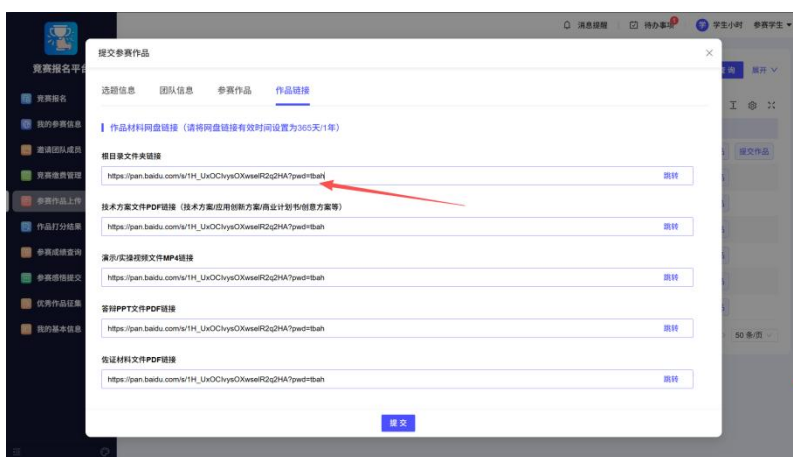 消息提醒 待办事项 学生小时 参赛学生
竞赛报名平台
竞赛报名
我的参赛信息
邀请团队成员
竞赛缴费管理
参赛作品上传
作品打分结果
参赛成绩查询
参赛感悟提交
优秀作品征集
我的基本信息
提交参赛作品
选题信息 团队信息 参赛作品 作品链接
作品材料网盘链接（请将网盘链接有效时间设置为365天/1年）
根目录文件夹链接
https://pan.baidu.com/s/1H_UxOCIvysOXwselR2q2HA?pwd=tbah 跳转
技术方案文件PDF链接（技术方案/应用创新方案/商业计划书/创意方案等）
https://pan.baidu.com/s/1H_UxOCIvysOXwselR2q2HA?pwd=tbah 跳转
演示/实操视频文件MP4链接
https://pan.baidu.com/s/1H_UxOCIvysOXwselR2q2HA?pwd=tbah 跳转
答辩PPT文件PDF链接
https://pan.baidu.com/s/1H_UxOCIvysOXwselR2q2HA?pwd=tbah 跳转
佐证材料文件PDF链接
https://pan.baidu.com/s/1H_UxOCIvysOXwselR2q2HA?pwd=tbah 跳转
提交
查询 展开
提交作品
50 条/页